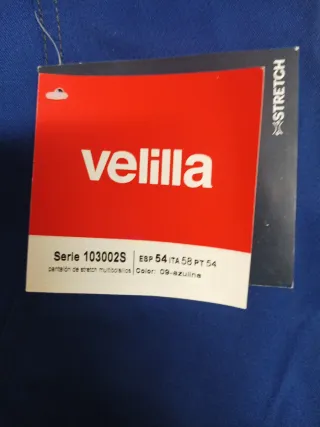 STRETCH
velilla
Serie 103002S
pantalón de stretch multibolsillos
ESP 54 ITA 58 PT 54
Color: 09-azulina